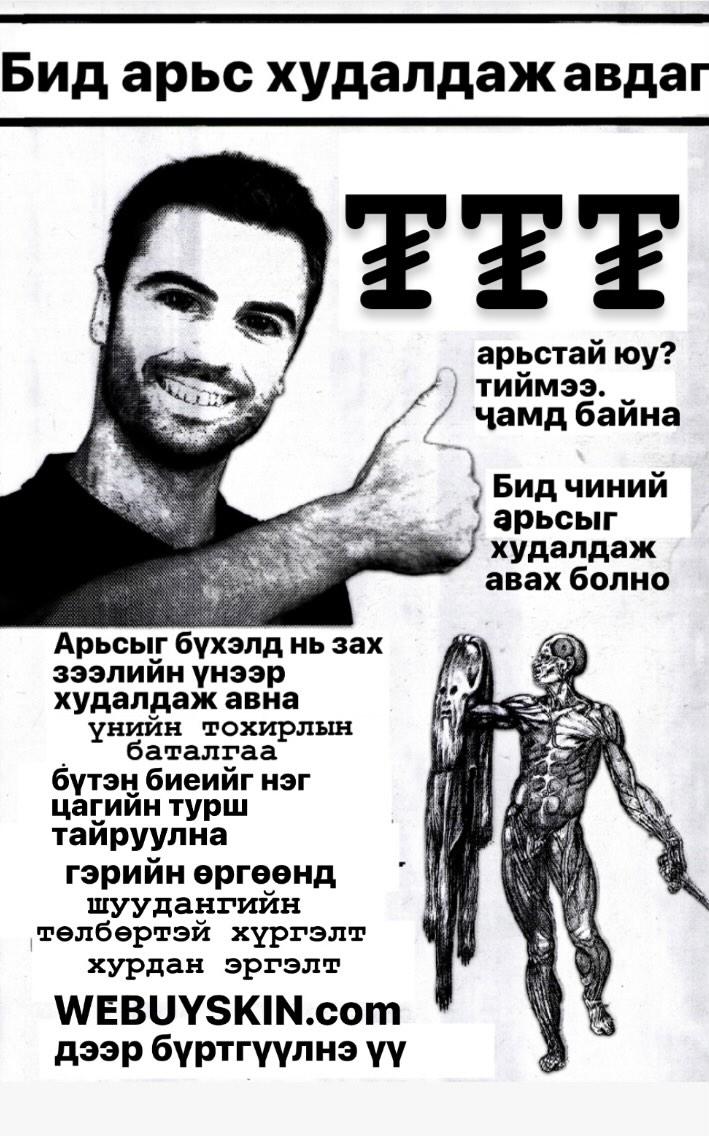 Бид арьс худалдаж авдаг
₮₮₮
арьстай юу?
тиймээ.
чамд байна
Бид чиний
арьсыг
худалдаж
авах болно
Арьсыг бүхэлд нь зах
зээлийн үнээр
худалдаж авна
үнийн тохирлын
баталгаа
бүтэн биеийг нэг
цагийн турш
тайруулна
гэрийн өргөөнд
шуудангийн
төлбөртэй хүргэлт
хурдан эргэлт
WEBUYSKIN.com
дээр бүртгүүлнэ үү